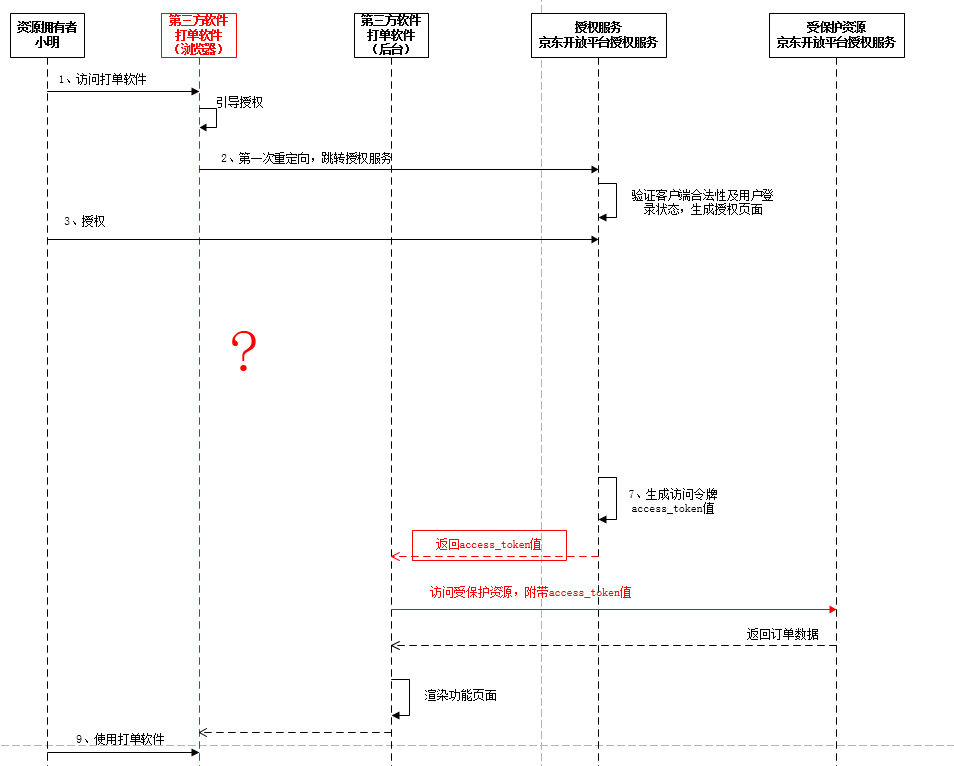 资源拥有者
小明
第三方软件
打单软件
（浏览器）
第三方软件
打单软件
（后台）
授权服务
京东开放平台授权服务
受保护资源
京东开放平台授权服务
1、访问打单软件
引导授权
2、第一次重定向，跳转授权服务
验证客户端合法性及用户登
录状态，生成授权页面
3、授权
？
7、生成访问令牌
access_token值
返回access_token值
访问受保护资源，附带access_token值
返回订单数据
渲染功能页面
9、使用打单软件